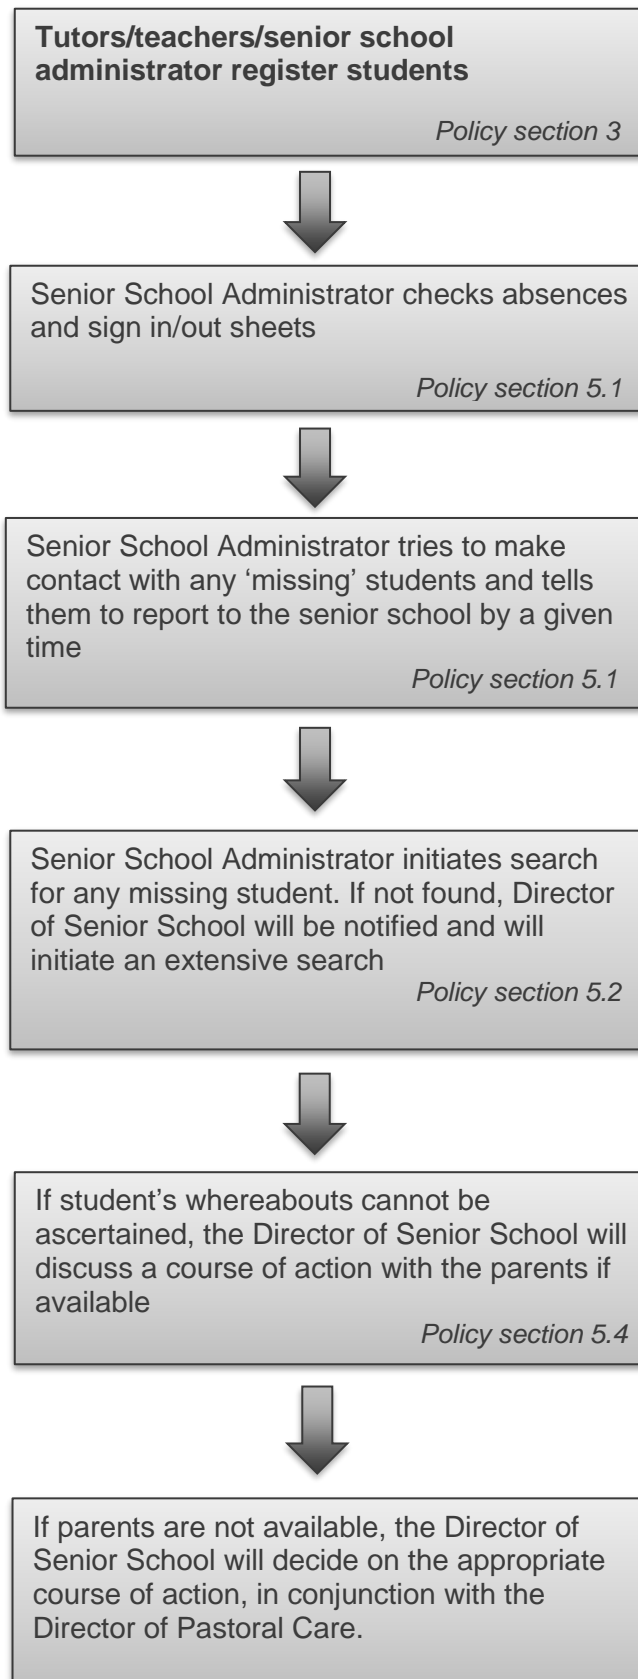 Tutors/teachers/senior school
administrator register students
Policy section 3
Senior School Administrator checks absences
and sign in/out sheets
Policy section 5.1
Senior School Administrator tries to make
contact with any ‘missing’ students and tells
them to report to the senior school by a given
time
Policy section 5.1
Senior School Administrator initiates search
for any missing student. If not found, Director
of Senior School will be notified and will
initiate an extensive search
Policy section 5.2
If student’s whereabouts cannot be
ascertained, the Director of Senior School will
discuss a course of action with the parents if
available
Policy section 5.4
If parents are not available, the Director of
Senior School will decide on the appropriate
course of action, in conjunction with the
Director of Pastoral Care.